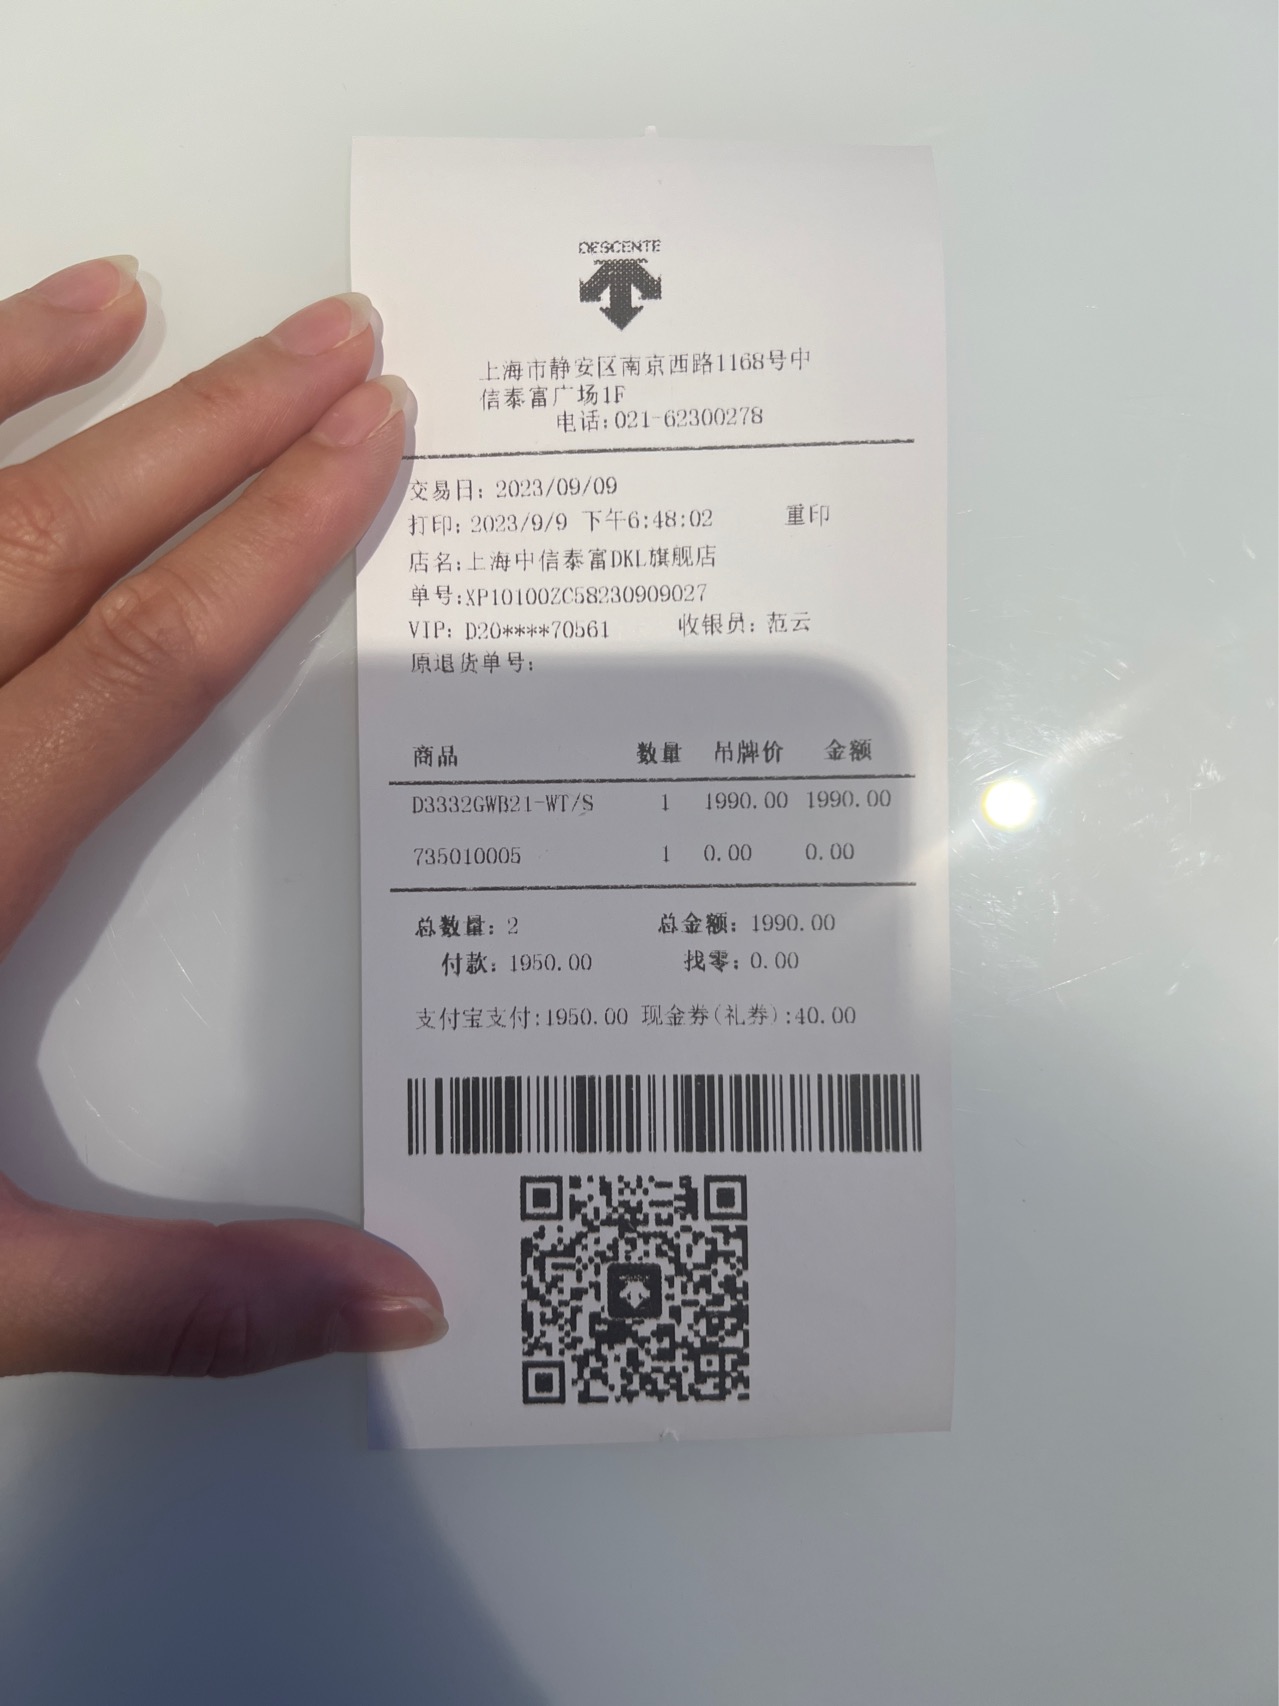 DESCENTE
上海市静安区南京西路1168号中
信泰富广场1F
电话:021-62300278
交易日: 2023/09/09
打印: 2023/9/9 下午6:48:02 重印
店名:上海中信泰富DKL旗舰店
单号:XP10100ZC58230909027
VIP: D20****70561 收银员: 范云
原退货单号:
商品 数量 吊牌价 金额
D3332GWB21-WT/S 1 1990.00 1990.00
735010005 1 0.00 0.00
总数量: 2 总金额: 1990.00
付款: 1950.00 找零: 0.00
支付宝支付:1950.00 现金券(礼券):40.00